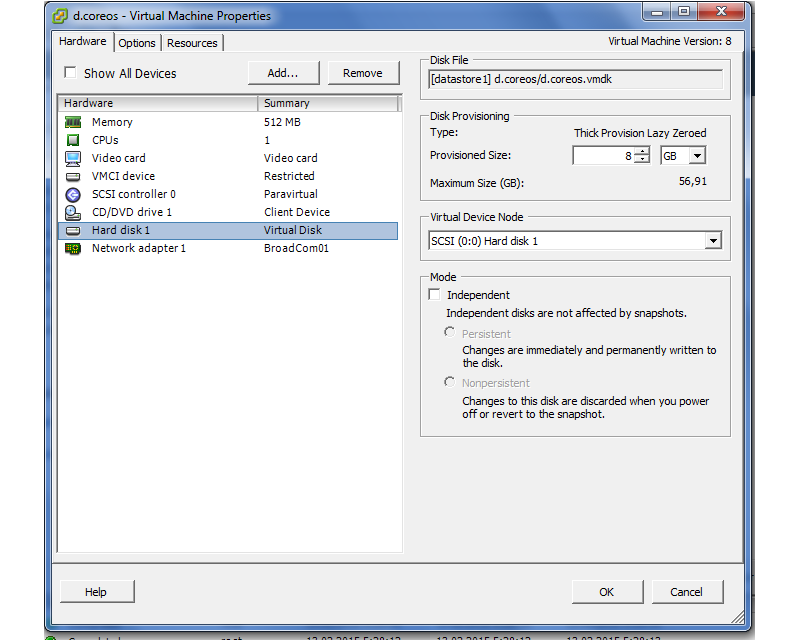 d.coreos - Virtual Machine Properties
Hardware Options Resources
Virtual Machine Version: 8
Show All Devices
Add... Remove
Hardware Summary
Memory 512 MB
CPUs 1
Video card Video card
VMCI device Restricted
SCSI controller 0 Paravirtual
CD/DVD drive 1 Client Device
Hard disk 1 Virtual Disk
Network adapter 1 BroadCom01
Disk File
[datastore1] d.coreos/d.coreos.vmdk
Disk Provisioning
Type: Thick Provision Lazy Zeroed
Provisioned Size: 8 GB
Maximum Size (GB): 56,91
Virtual Device Node
SCSI (0:0) Hard disk 1
Mode
Independent
Independent disks are not affected by snapshots.
Persistent
Changes are immediately and permanently written to
the disk.
Nonpersistent
Changes to this disk are discarded when you power
off or revert to the snapshot.
Help OK Cancel